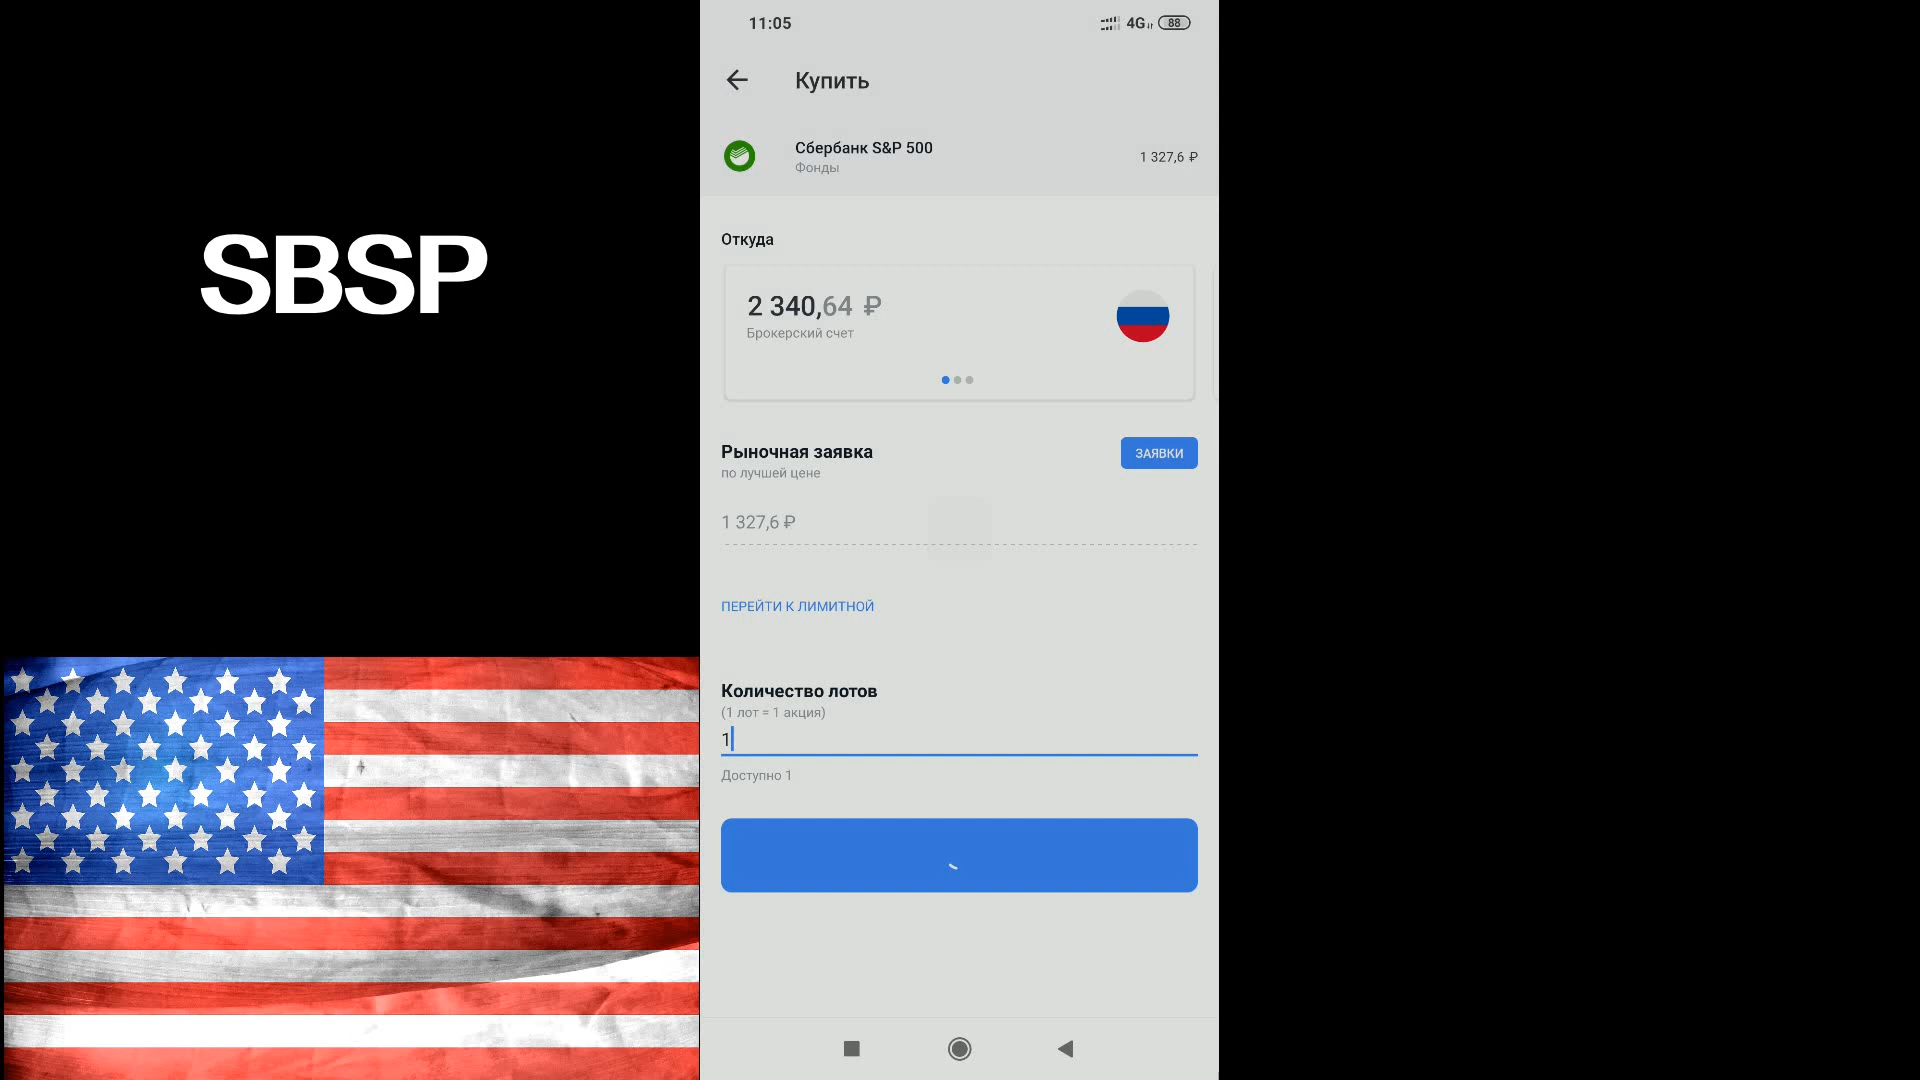 SBSP
11:05
4G 88
Купить
Сбербанк S&P 500
Фонды
1 327,6 ₽
Откуда
2 340,64 ₽
Брокерский счет
Рыночная заявка
по лучшей цене
ЗАЯВКИ
1 327,6 ₽
ПЕРЕЙТИ К ЛИМИТНОЙ
Количество лотов
(1 лот = 1 акция)
1
Доступно 1